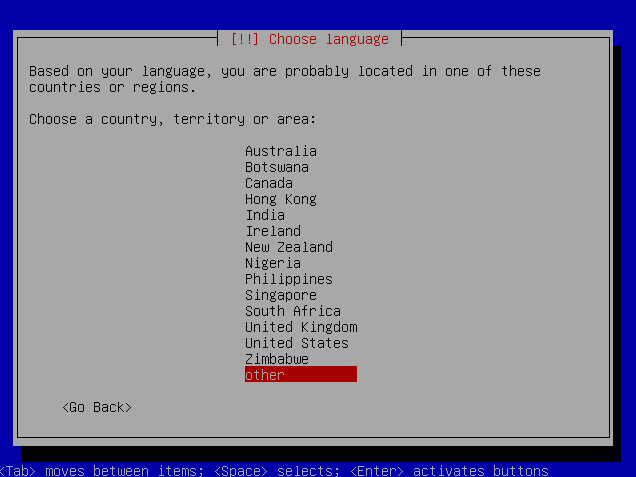 [!!] Choose language
Based on your language, you are probably located in one of these
countries or regions.
Choose a country, territory or area:
Australia
Botswana
Canada
Hong Kong
India
Ireland
New Zealand
Nigeria
Philippines
Singapore
South Africa
United Kingdom
United States
Zimbabwe
other
<Go Back>
<Tab> moves between items; <Space> selects; <Enter> activates buttons